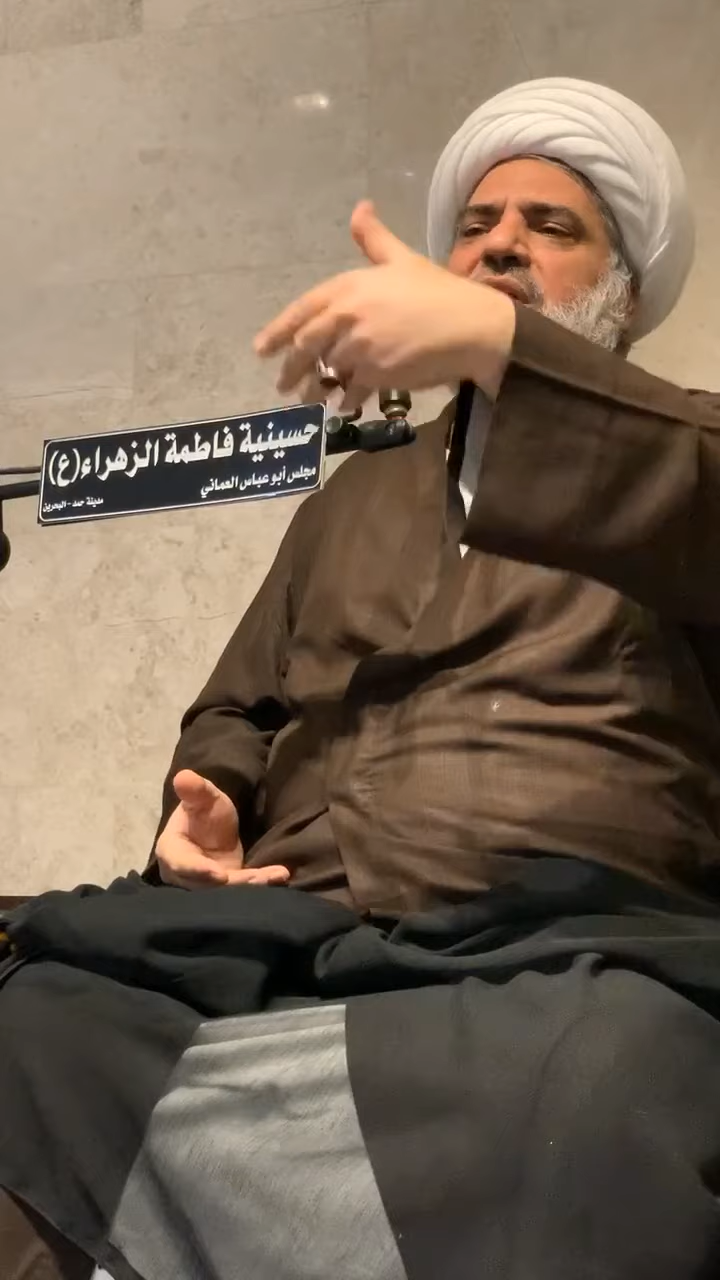 حسينية فاطمة الزهراء(ع)
مجلس أبو عباس العماني
مدينة حمد - البحرين